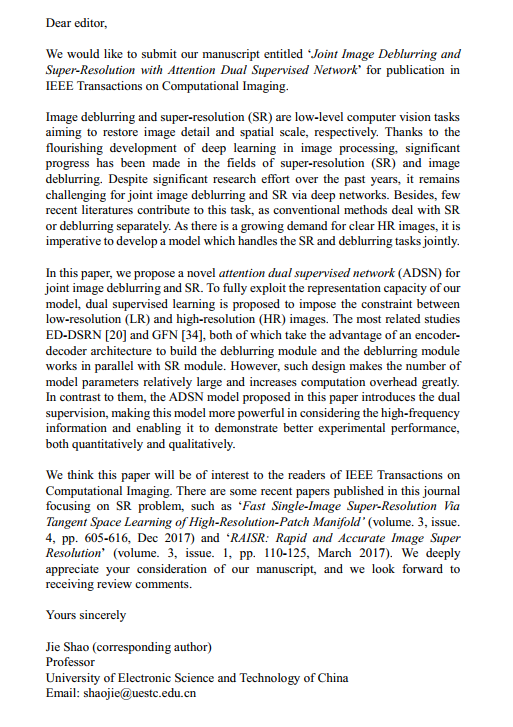 Dear editor,
We would like to submit our manuscript entitled ‘Joint Image Deblurring and
Super-Resolution with Attention Dual Supervised Network’ for publication in
IEEE Transactions on Computational Imaging.
Image deblurring and super-resolution (SR) are low-level computer vision tasks
aiming to restore image detail and spatial scale, respectively. Thanks to the
flourishing development of deep learning in image processing, significant
progress has been made in the fields of super-resolution (SR) and image
deblurring. Despite significant research effort over the past years, it remains
challenging for joint image deblurring and SR via deep networks. Besides, few
recent literatures contribute to this task, as conventional methods deal with SR
or deblurring separately. As there is a growing demand for clear HR images, it is
imperative to develop a model which handles the SR and deblurring tasks jointly.
In this paper, we propose a novel attention dual supervised network (ADSN) for
joint image deblurring and SR. To fully exploit the representation capacity of our
model, dual supervised learning is proposed to impose the constraint between
low-resolution (LR) and high-resolution (HR) images. The most related studies
ED-DSRN [20] and GFN [34], both of which take the advantage of an encoder-
decoder architecture to build the deblurring module and the deblurring module
works in parallel with SR module. However, such design makes the number of
model parameters relatively large and increases computation overhead greatly.
In contrast to them, the ADSN model proposed in this paper introduces the dual
supervision, making this model more powerful in considering the high-frequency
information and enabling it to demonstrate better experimental performance,
both quantitatively and qualitatively.
We think this paper will be of interest to the readers of IEEE Transactions on
Computational Imaging. There are some recent papers published in this journal
focusing on SR problem, such as ‘Fast Single-Image Super-Resolution Via
Tangent Space Learning of High-Resolution-Patch Manifold’ (volume. 3, issue.
4, pp. 605-616, Dec 2017) and ‘RAISR: Rapid and Accurate Image Super
Resolution’ (volume. 3, issue. 1, pp. 110-125, March 2017). We deeply
appreciate your consideration of our manuscript, and we look forward to
receiving review comments.
Yours sincerely
Jie Shao (corresponding author)
Professor
University of Electronic Science and Technology of China
Email: shaojie@uestc.edu.cn